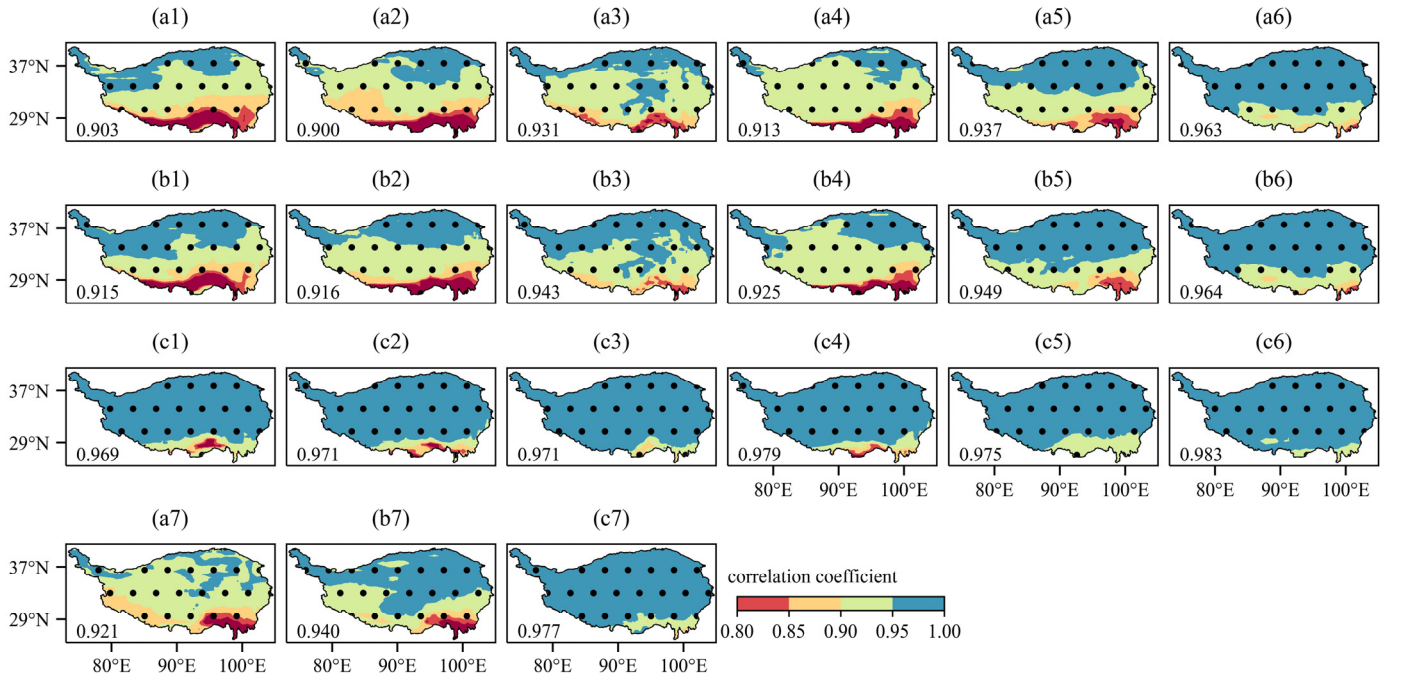 (a1) (a2) (a3) (a4) (a5) (a6)
37°N
29°N
0.903 0.900 0.931 0.913 0.937 0.963
(b1) (b2) (b3) (b4) (b5) (b6)
37°N
29°N
0.915 0.916 0.943 0.925 0.949 0.964
(c1) (c2) (c3) (c4) (c5) (c6)
37°N
29°N
0.969 0.971 0.971 0.979 0.975 0.983
80°E 90°E 100°E 80°E 90°E 100°E 80°E 90°E 100°E
(a7) (b7) (c7)
37°N
29°N
0.921 0.940 0.977
80°E 90°E 100°E 80°E 90°E 100°E 80°E 90°E 100°E
correlation coefficient
0.80 0.85 0.90 0.95 1.00